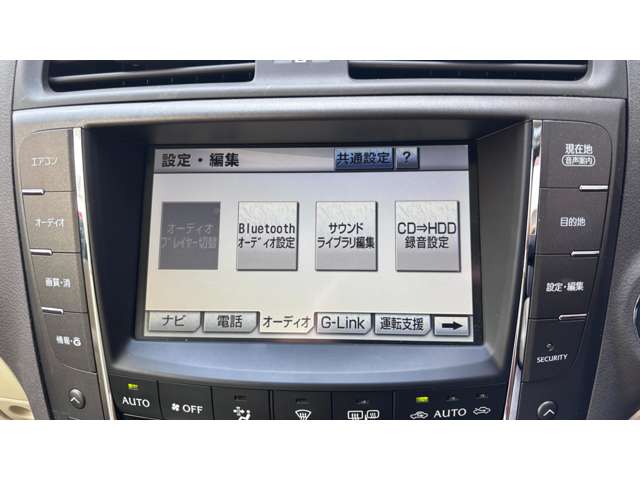 設定・編集
共通設定
?
オーディオ
プレイヤー切替
Bluetooth
オーディオ設定
サウンド
ライブラリ編集
CD⇒HDD
録音設定
ナビ
電話
オーディオ
G-Link
運転支援
エアコン
オーディオ
画質・消
情報・
現在地
音声案内
目的地
設定・編集
SECURITY
AUTO
OFF
AUTO